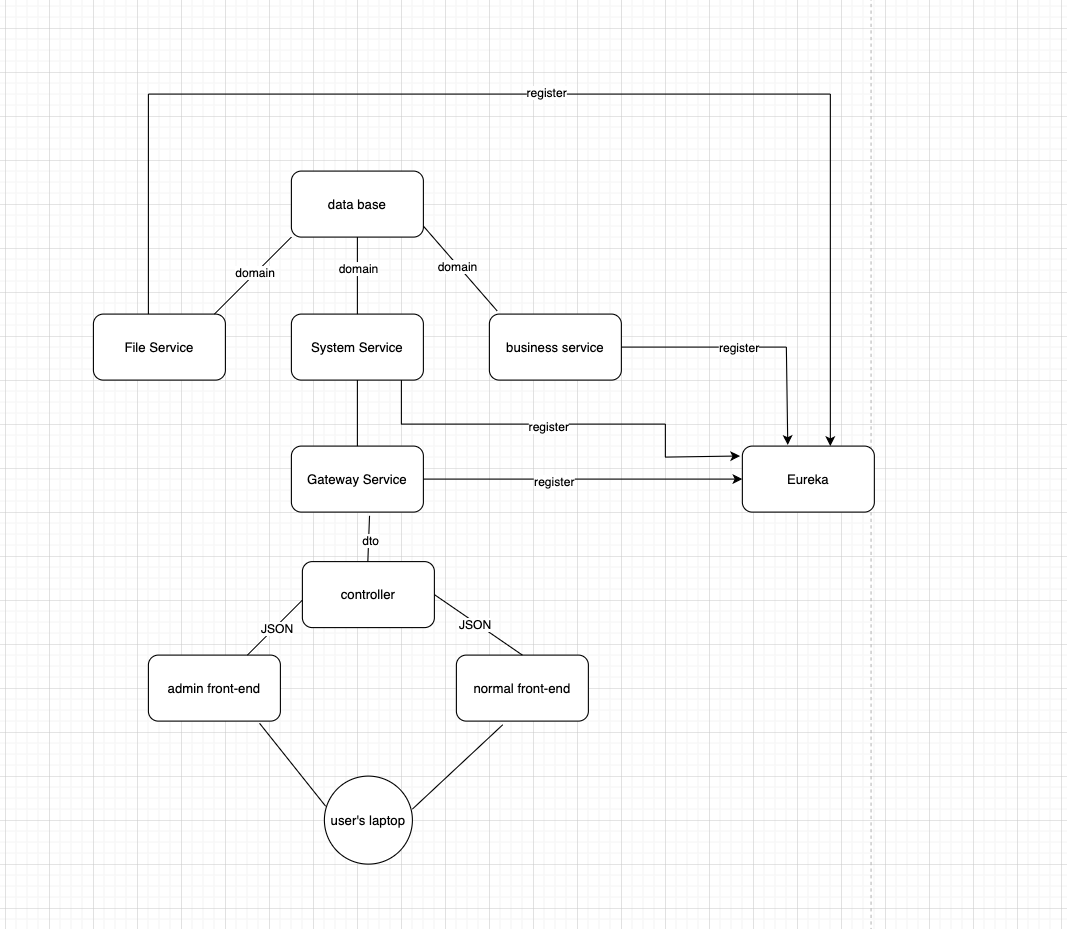 register
data base
domain
domain
domain
File Service
System Service
business service
register
register
Gateway Service
register
Eureka
dto
controller
JSON
JSON
admin front-end
normal front-end
user's laptop